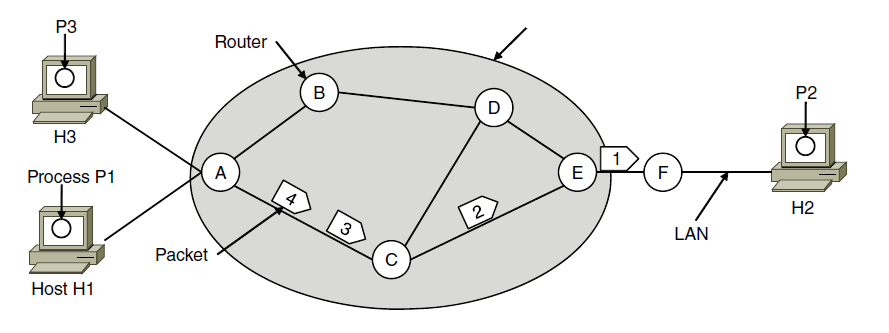 P3
Router
B
D
P2
H3
Process P1
A
4
3
2
E
1
F
H2
Packet
C
LAN
Host H1